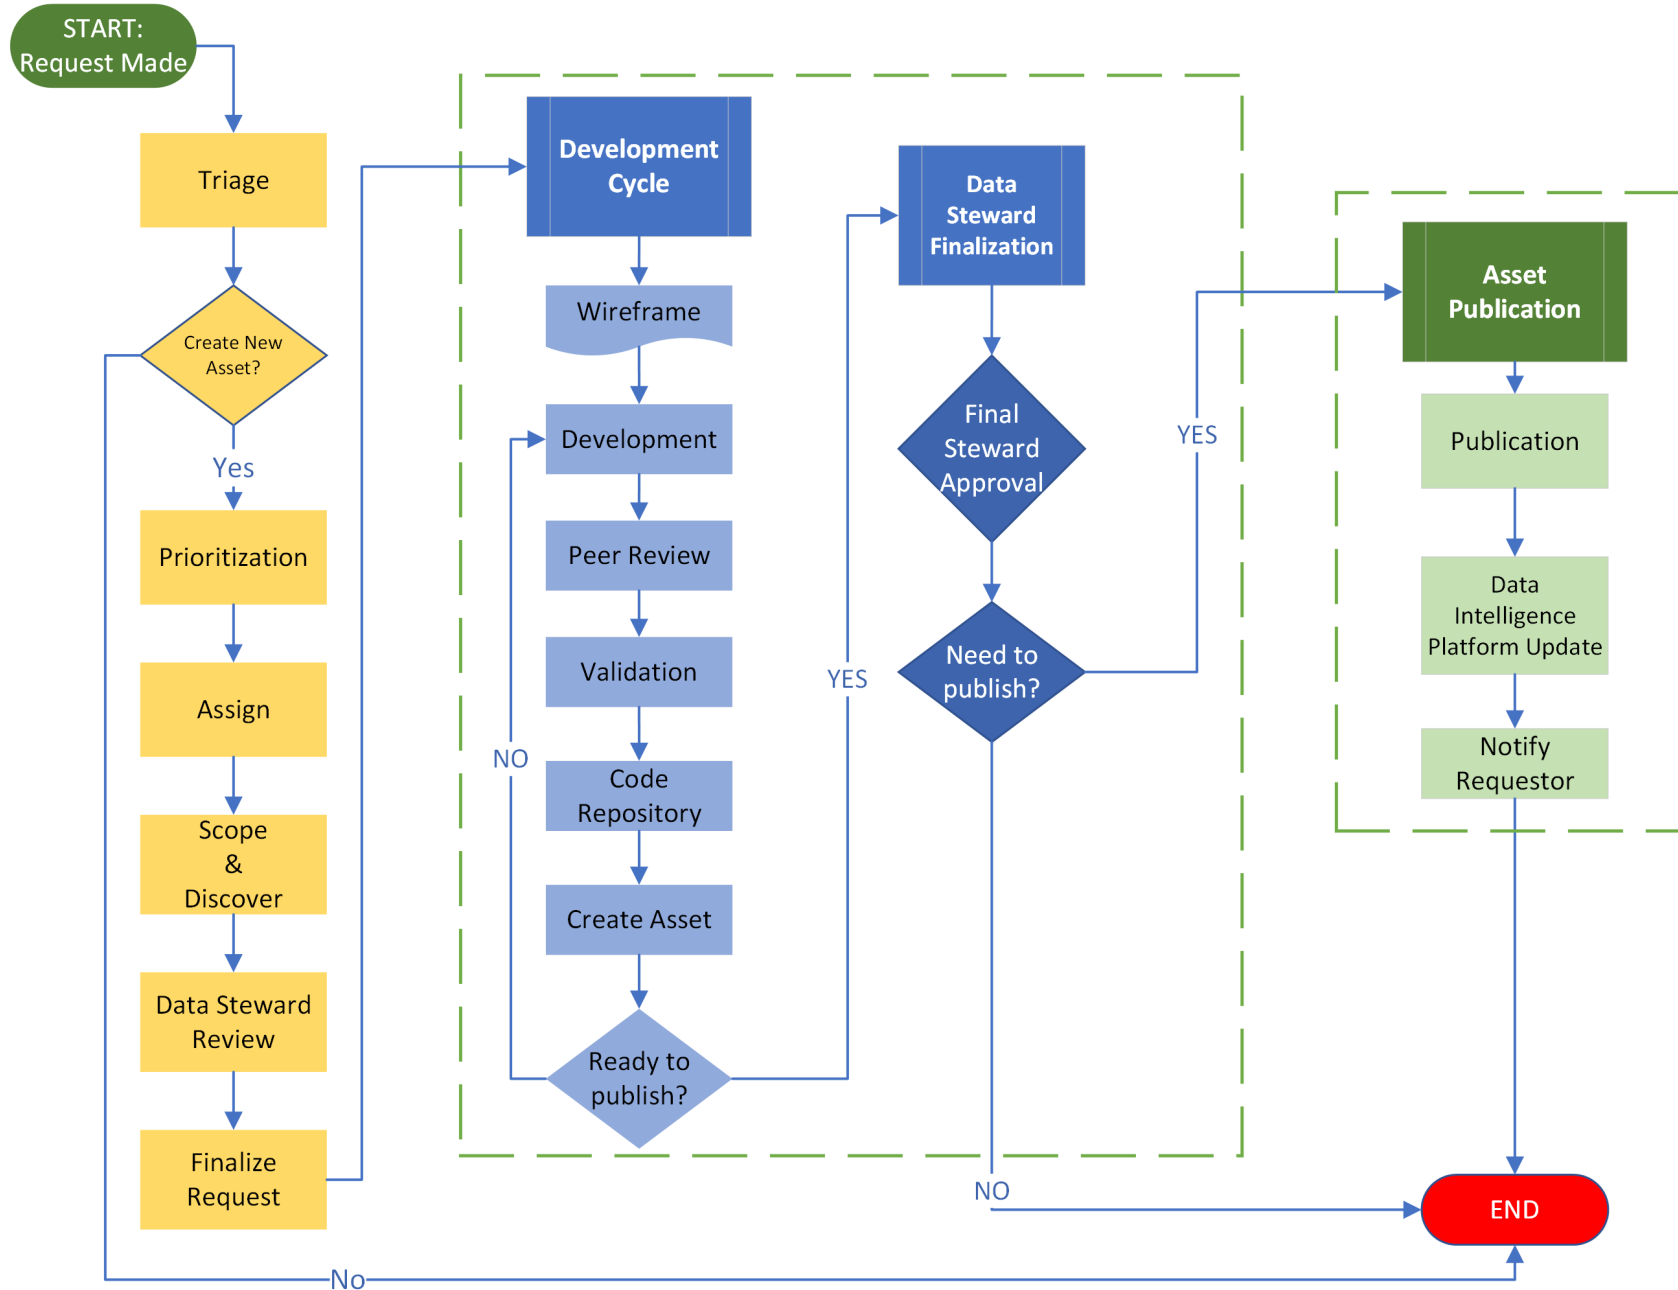 START:
Request Made
Triage
Create New
Asset?
Yes
Prioritization
Assign
Scope
&
Discover
Data Steward
Review
Finalize
Request
No
Development
Cycle
Wireframe
Development
Peer Review
Validation
Code
Repository
Create Asset
Ready to
publish?
NO
YES
Data
Steward
Finalization
Final
Steward
Approval
Need to
publish?
NO
YES
Asset
Publication
Publication
Data
Intelligence
Platform Update
Notify
Requestor
END